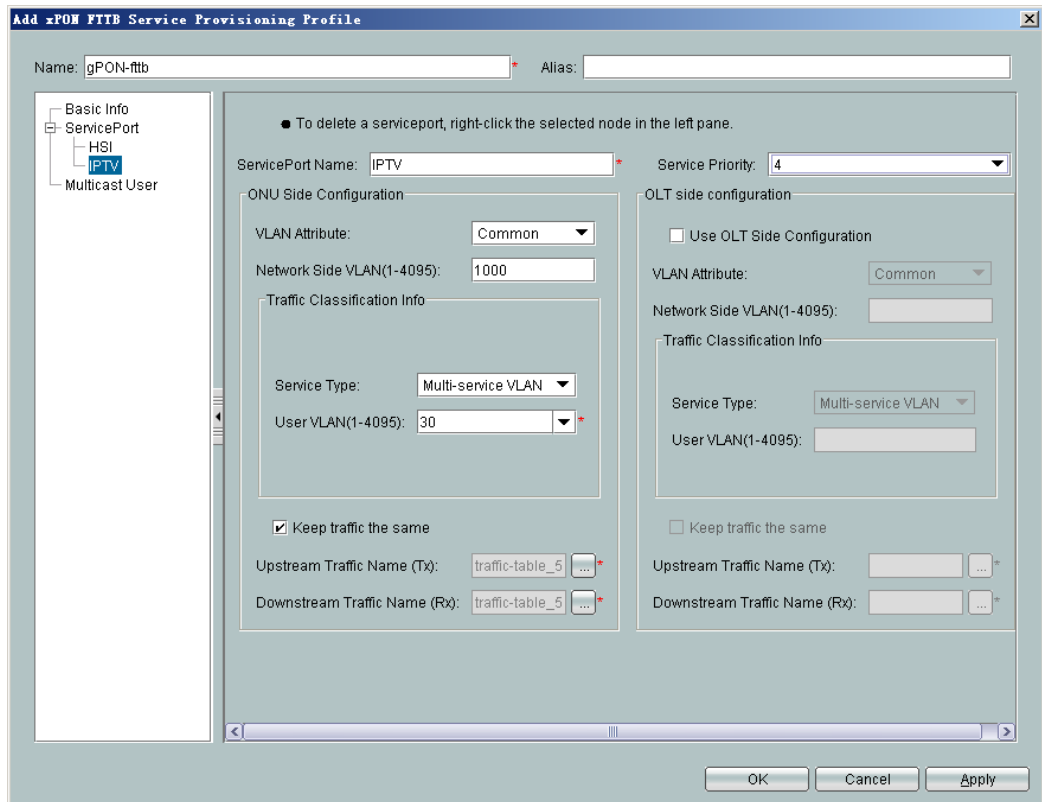 Add xPON FTTB Service Provisioning Profile
Name: gPON-fttb * Alias:
Basic Info
ServicePort
HSI
IPTV
Multicast User
● To delete a serviceport, right-click the selected node in the left pane.
ServicePort Name: IPTV * Service Priority: 4
ONU Side Configuration
VLAN Attribute: Common
Network Side VLAN(1-4095): 1000
Traffic Classification Info
Service Type: Multi-service VLAN
User VLAN(1-4095): 30 *
Keep traffic the same
Upstream Traffic Name (Tx): traffic-table_5 ... *
Downstream Traffic Name (Rx): traffic-table_5 ... *
OLT side configuration
Use OLT Side Configuration
VLAN Attribute: Common
Network Side VLAN(1-4095):
Traffic Classification Info
Service Type: Multi-service VLAN
User VLAN(1-4095):
Keep traffic the same
Upstream Traffic Name (Tx): ... *
Downstream Traffic Name (Rx): ... *
OK Cancel Apply